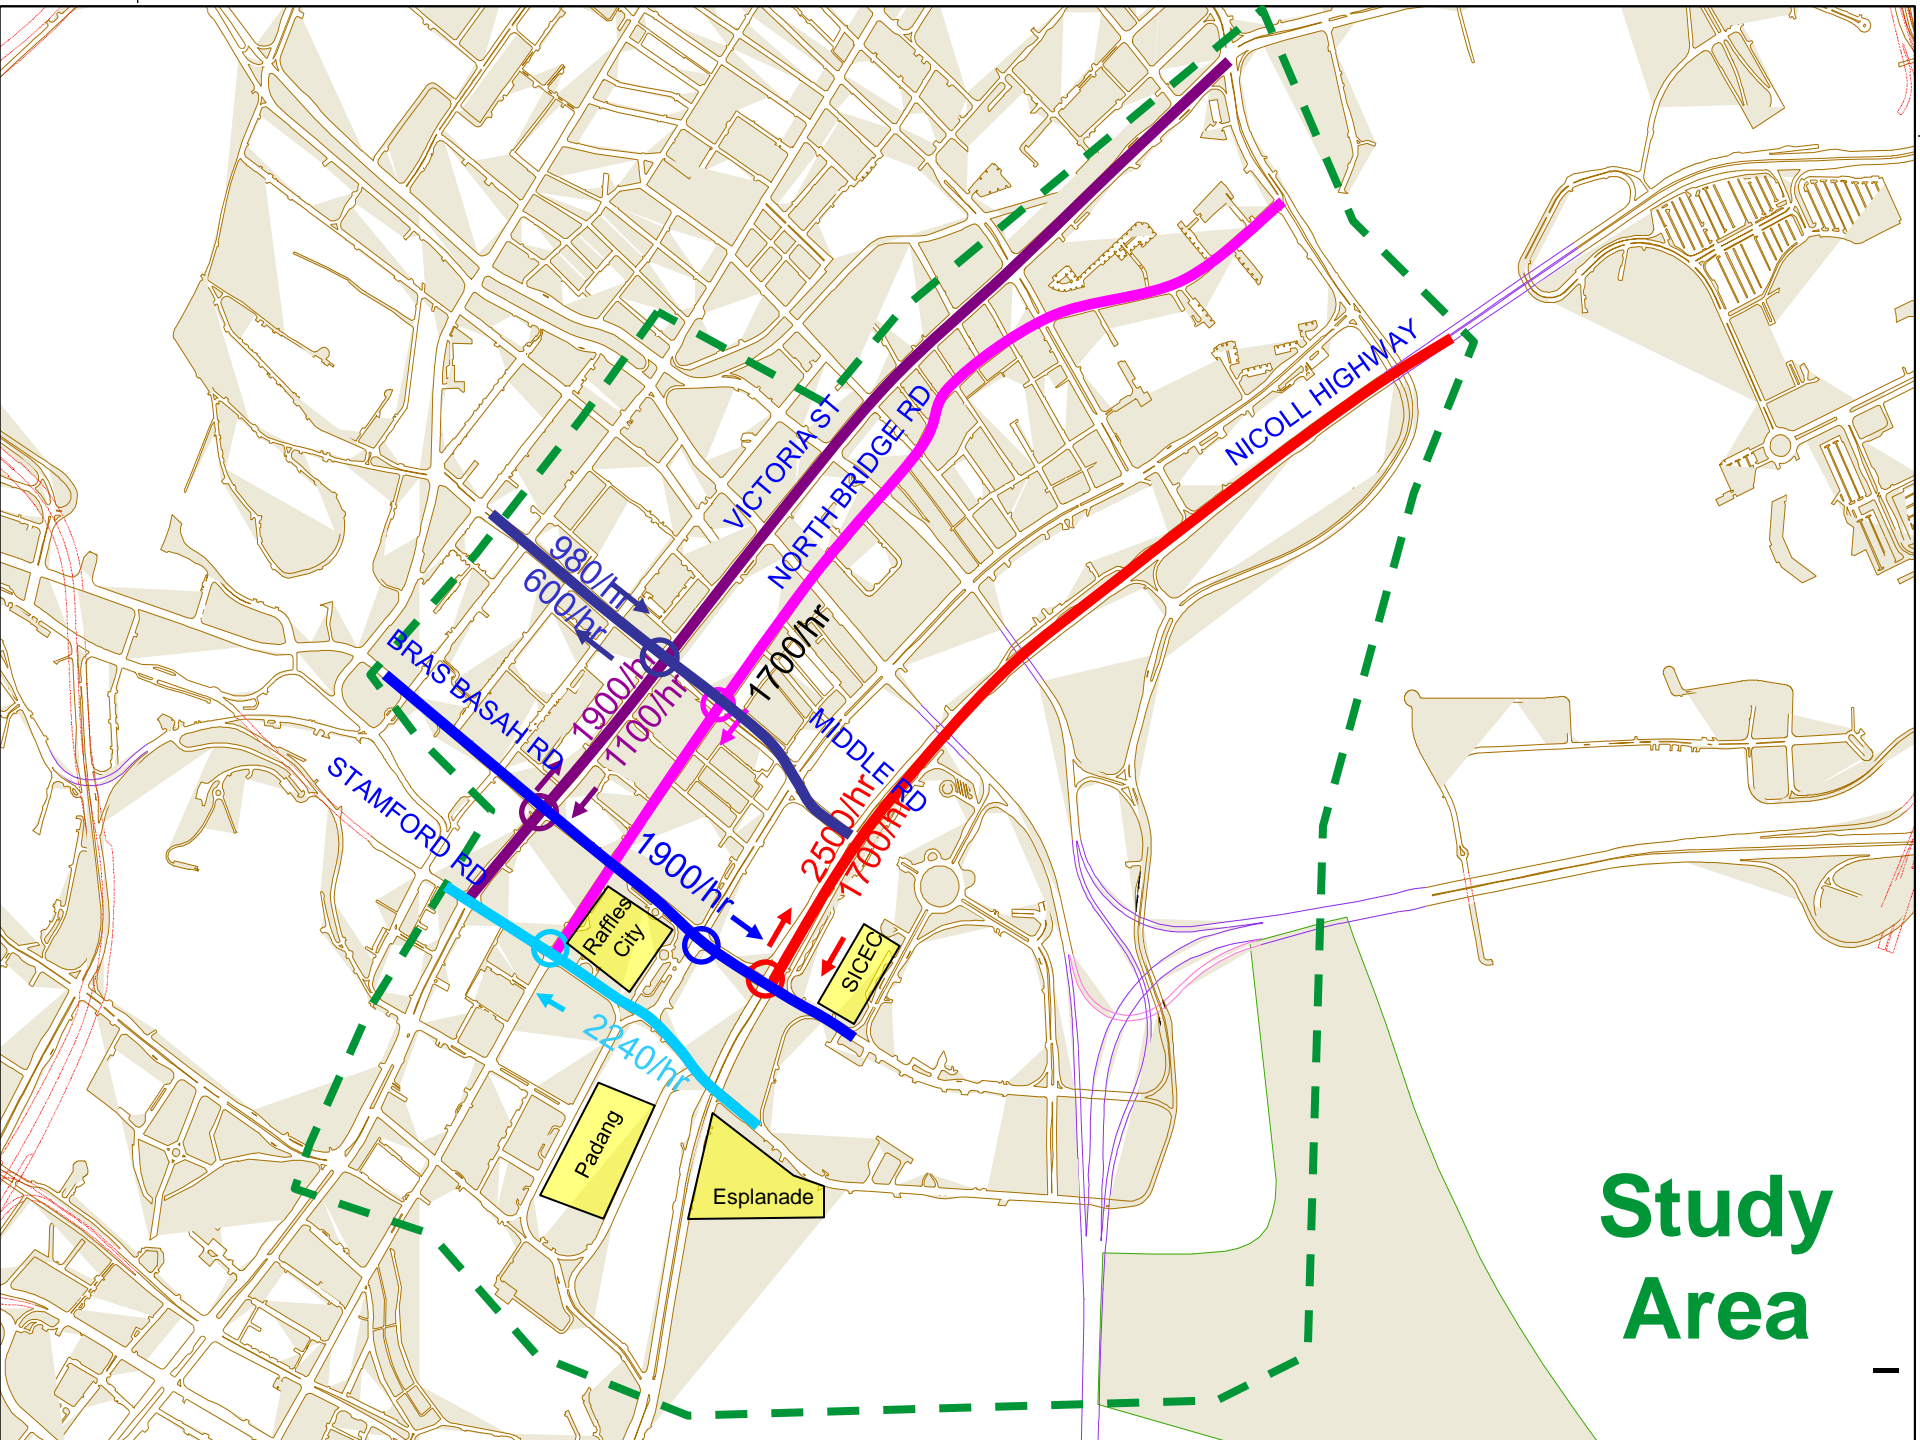 VICTORIA ST
NORTH BRIDGE RD
NICOLL HIGHWAY
980/hr
600/hr
BRAS BASAH RD
STAMFORD RD
1900/hr
1100/hr
1700/hr
MIDDLE RD
2500/hr
1700/hr
1900/hr
Raffles
City
SICEC
2240/hr
Padang
Esplanade
Study
Area